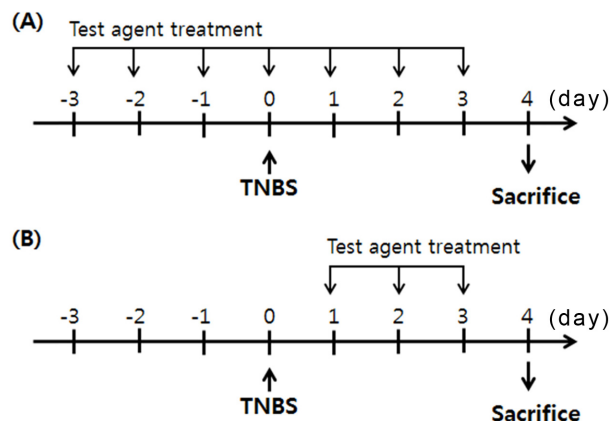 (A)
Test agent treatment
-3 -2 -1 0 1 2 3 4 (day)
TNBS
Sacrifice
(B)
Test agent treatment
-3 -2 -1 0 1 2 3 4 (day)
TNBS
Sacrifice